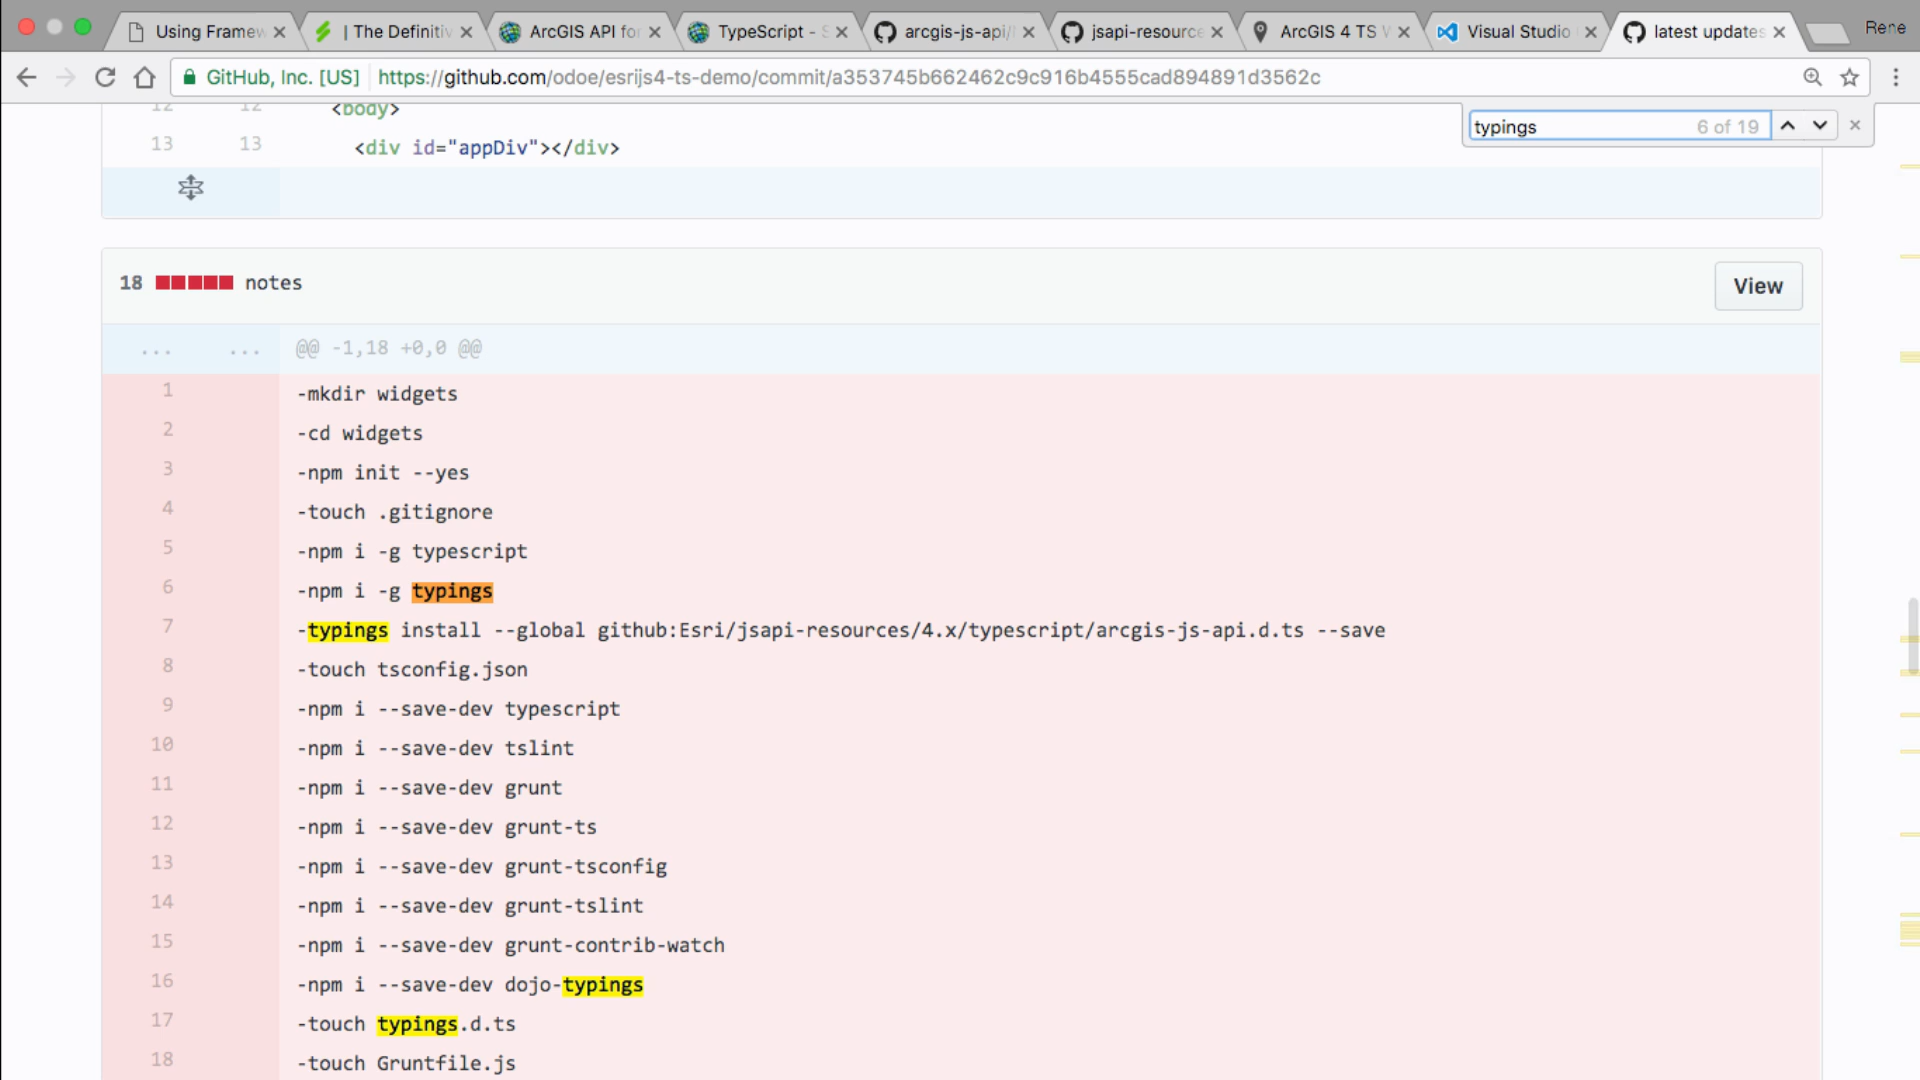 Using Framew
| The Definitiv
ArcGIS API fo
TypeScript - S
arcgis-js-api/
jsapi-resource
ArcGIS 4 TS V
Visual Studio
latest updates
Rene
GitHub, Inc. [US] https://github.com/odoe/esrijs4-ts-demo/commit/a353745b662462c9c916b4555cad894891d3562c
typings 6 of 19
12 12 <body>
13 13 <div id="appDiv"></div>
18 notes View
... ... @@ -1,18 +0,0 @@
1 -mkdir widgets
2 -cd widgets
3 -npm init --yes
4 -touch .gitignore
5 -npm i -g typescript
6 -npm i -g typings
7 -typings install --global github:Esri/jsapi-resources/4.x/typescript/arcgis-js-api.d.ts --save
8 -touch tsconfig.json
9 -npm i --save-dev typescript
10 -npm i --save-dev tslint
11 -npm i --save-dev grunt
12 -npm i --save-dev grunt-ts
13 -npm i --save-dev grunt-tsconfig
14 -npm i --save-dev grunt-tslint
15 -npm i --save-dev grunt-contrib-watch
16 -npm i --save-dev dojo-typings
17 -touch typings.d.ts
18 -touch Gruntfile.js